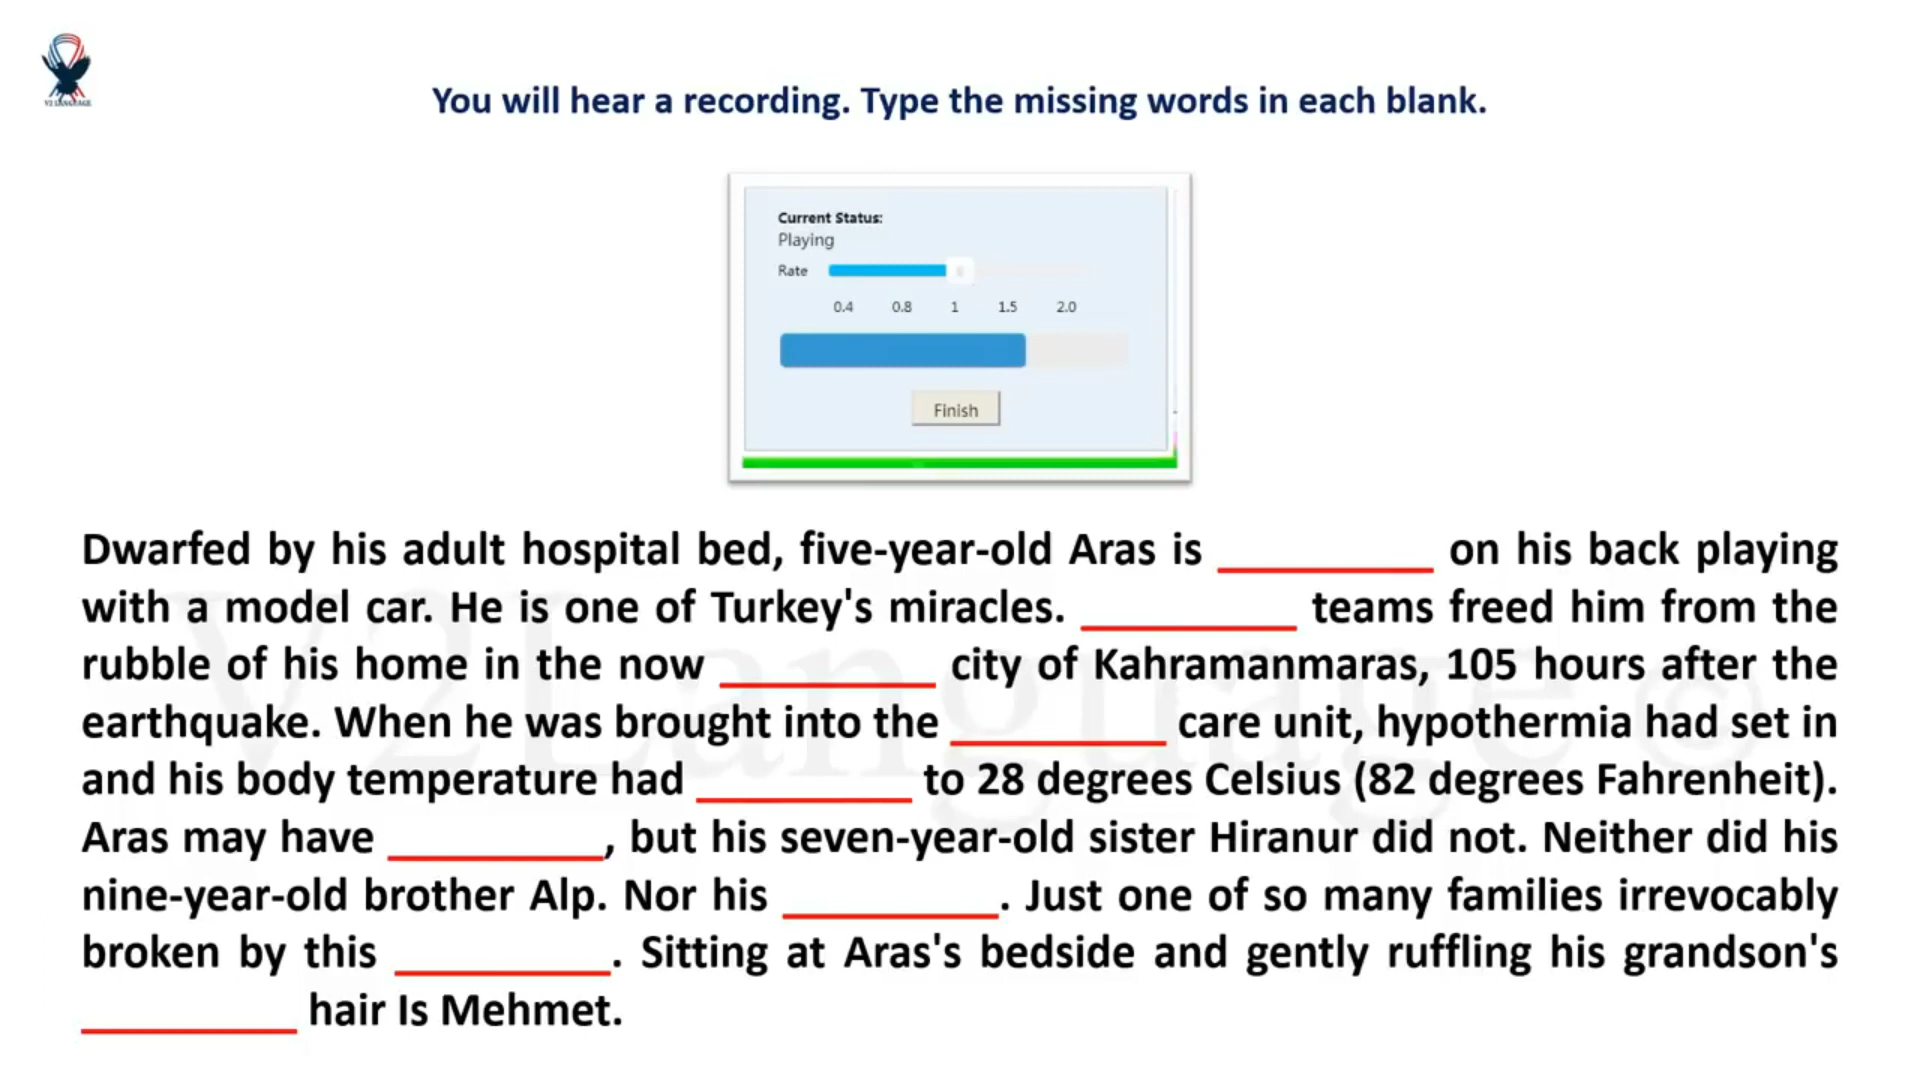 V2 LANGUAGE
You will hear a recording. Type the missing words in each blank.
Current Status:
Playing
Rate
0.4 0.8 1 1.5 2.0
Finish
Dwarfed by his adult hospital bed, five-year-old Aras is __________ on his back playing
with a model car. He is one of Turkey's miracles. __________ teams freed him from the
rubble of his home in the now __________ city of Kahramanmaras, 105 hours after the
earthquake. When he was brought into the __________ care unit, hypothermia had set in
and his body temperature had __________ to 28 degrees Celsius (82 degrees Fahrenheit).
Aras may have __________, but his seven-year-old sister Hiranur did not. Neither did his
nine-year-old brother Alp. Nor his __________. Just one of so many families irrevocably
broken by this __________. Sitting at Aras's bedside and gently ruffling his grandson's
__________ hair Is Mehmet.
V2Language ©